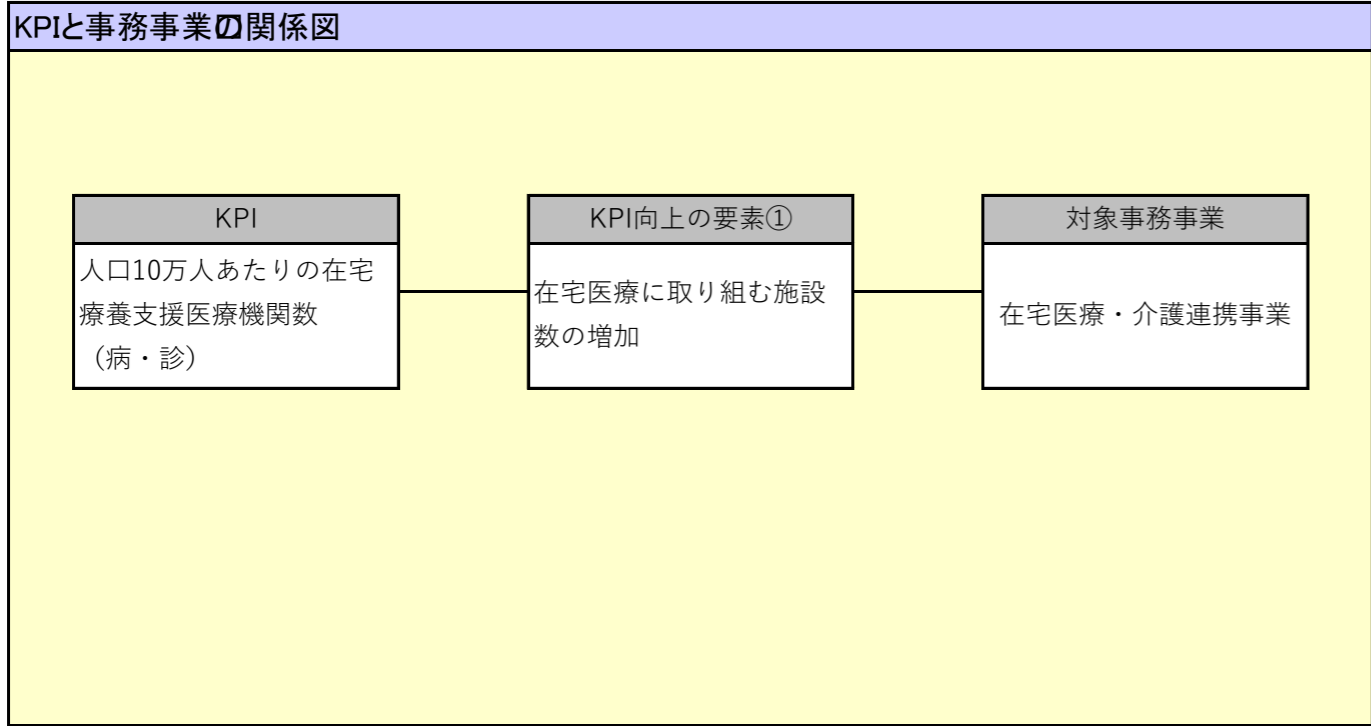 KPIと事務事業の関係図
KPI
人口10万人あたりの在宅
療養支援医療機関数
（病・診）
KPI向上の要素①
在宅医療に取り組む施設
数の増加
対象事務事業
在宅医療・介護連携事業